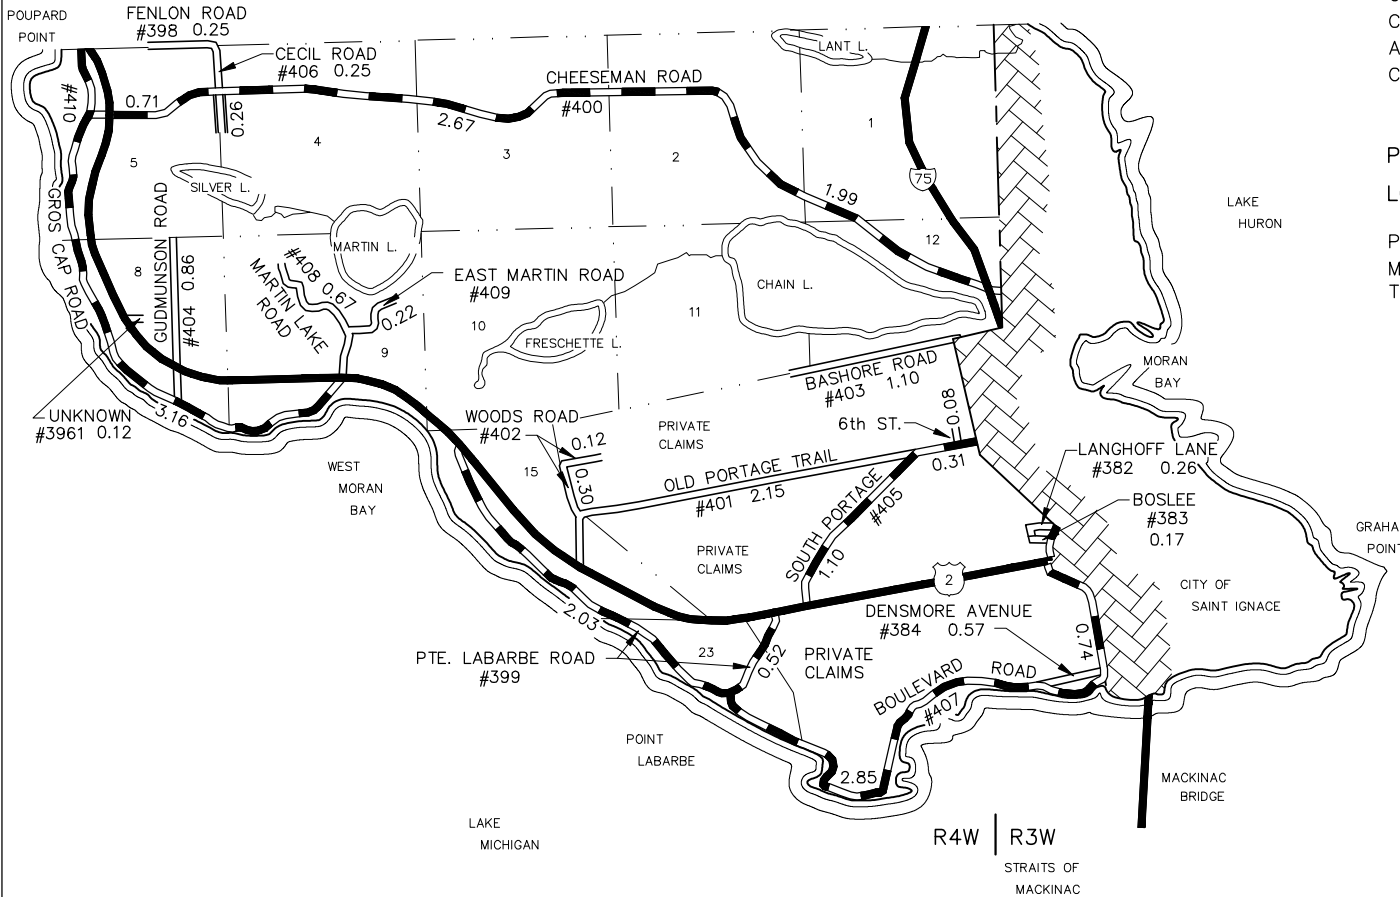 POUPARD
POINT
FENLON ROAD
#398 0.25
CECIL ROAD
#406 0.25
CHEESEMAN ROAD
#400
LANT L.
#410
0.71
0.26
2.67
4
3
2
1
5
75
1.99
SILVER L.
GROS CAP ROAD
GUDMUNSON ROAD
#404 0.86
8
MARTIN L.
#408 0.67
MARTIN LAKE
ROAD
EAST MARTIN ROAD
#409
0.22
9
10
11
12
CHAIN L.
FRESCHETTE L.
LAKE
HURON
MORAN
BAY
BASHORE ROAD
#403 1.10
UNKNOWN
#3961 0.12
3.16
WOODS ROAD
#402
0.12
0.30
15
PRIVATE
CLAIMS
6th ST.
0.08
0.31
OLD PORTAGE TRAIL
#401 2.15
WEST
MORAN
BAY
SOUTH PORTAGE
#405
1.10
PRIVATE
CLAIMS
LANGHOFF LANE
#382 0.26
BOSLEE
#383
0.17
GRAHA
POINT
CITY OF
SAINT IGNACE
2
DENSMORE AVENUE
#384 0.57
0.74
2.03
PTE. LABARBE ROAD
#399
23
0.52
PRIVATE
CLAIMS
BOULEVARD ROAD
#407
POINT
LABARBE
2.85
MACKINAC
BRIDGE
LAKE
MICHIGAN
R4W R3W
STRAITS OF
MACKINAC
C
A
C
P
L
P
M
T